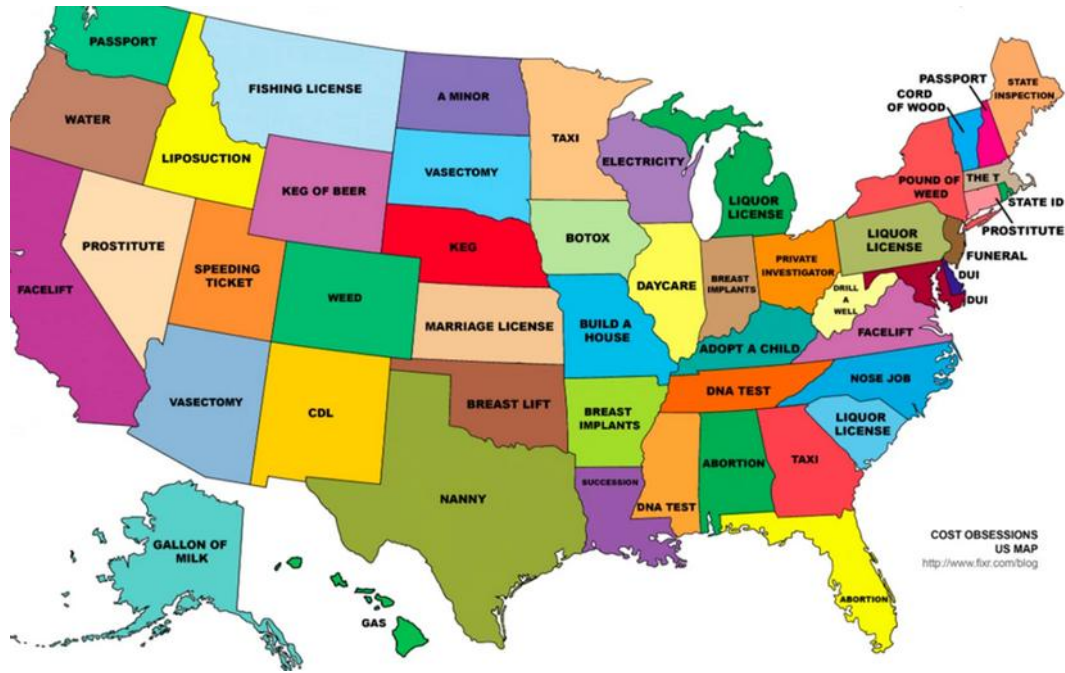 PASSPORT
WATER
LIPOSUCTION
FISHING LICENSE
KEG OF BEER
A MINOR
VASECTOMY
KEG
TAXI
ELECTRICITY
LIQUOR
LICENSE
PASSPORT
CORD
OF WOOD
STATE
INSPECTION
POUND OF
WEED
THE T
STATE ID
PROSTITUTE
LIQUOR
LICENSE
FUNERAL
DUI
DUI
FACELIFT
PROSTITUTE
SPEEDING
TICKET
WEED
MARRIAGE LICENSE
BOTOX
DAYCARE
BREAST
IMPLANTS
PRIVATE
INVESTIGATOR
DRILL
A
WELL
FACELIFT
BUILD A
HOUSE
ADOPT A CHILD
VASECTOMY
CDL
BREAST LIFT
BREAST
IMPLANTS
DNA TEST
NOSE JOB
LIQUOR
LICENSE
NANNY
SUCCESSION
DNA TEST
ABORTION
TAXI
ABORTION
GALLON OF
MILK
GAS
COST OBSESSIONS
US MAP
http://www.fixr.com/blog